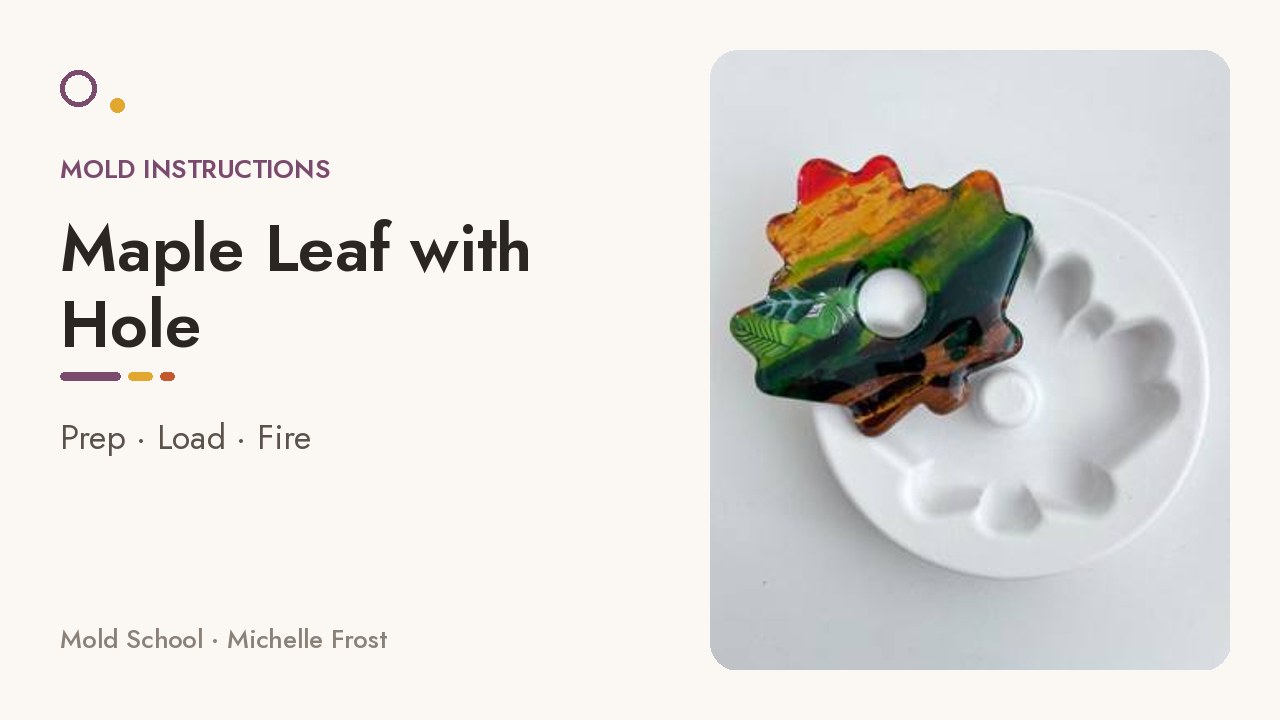 MOLD INSTRUCTIONS
Maple Leaf with
Hole
Prep · Load · Fire
Mold School · Michelle Frost